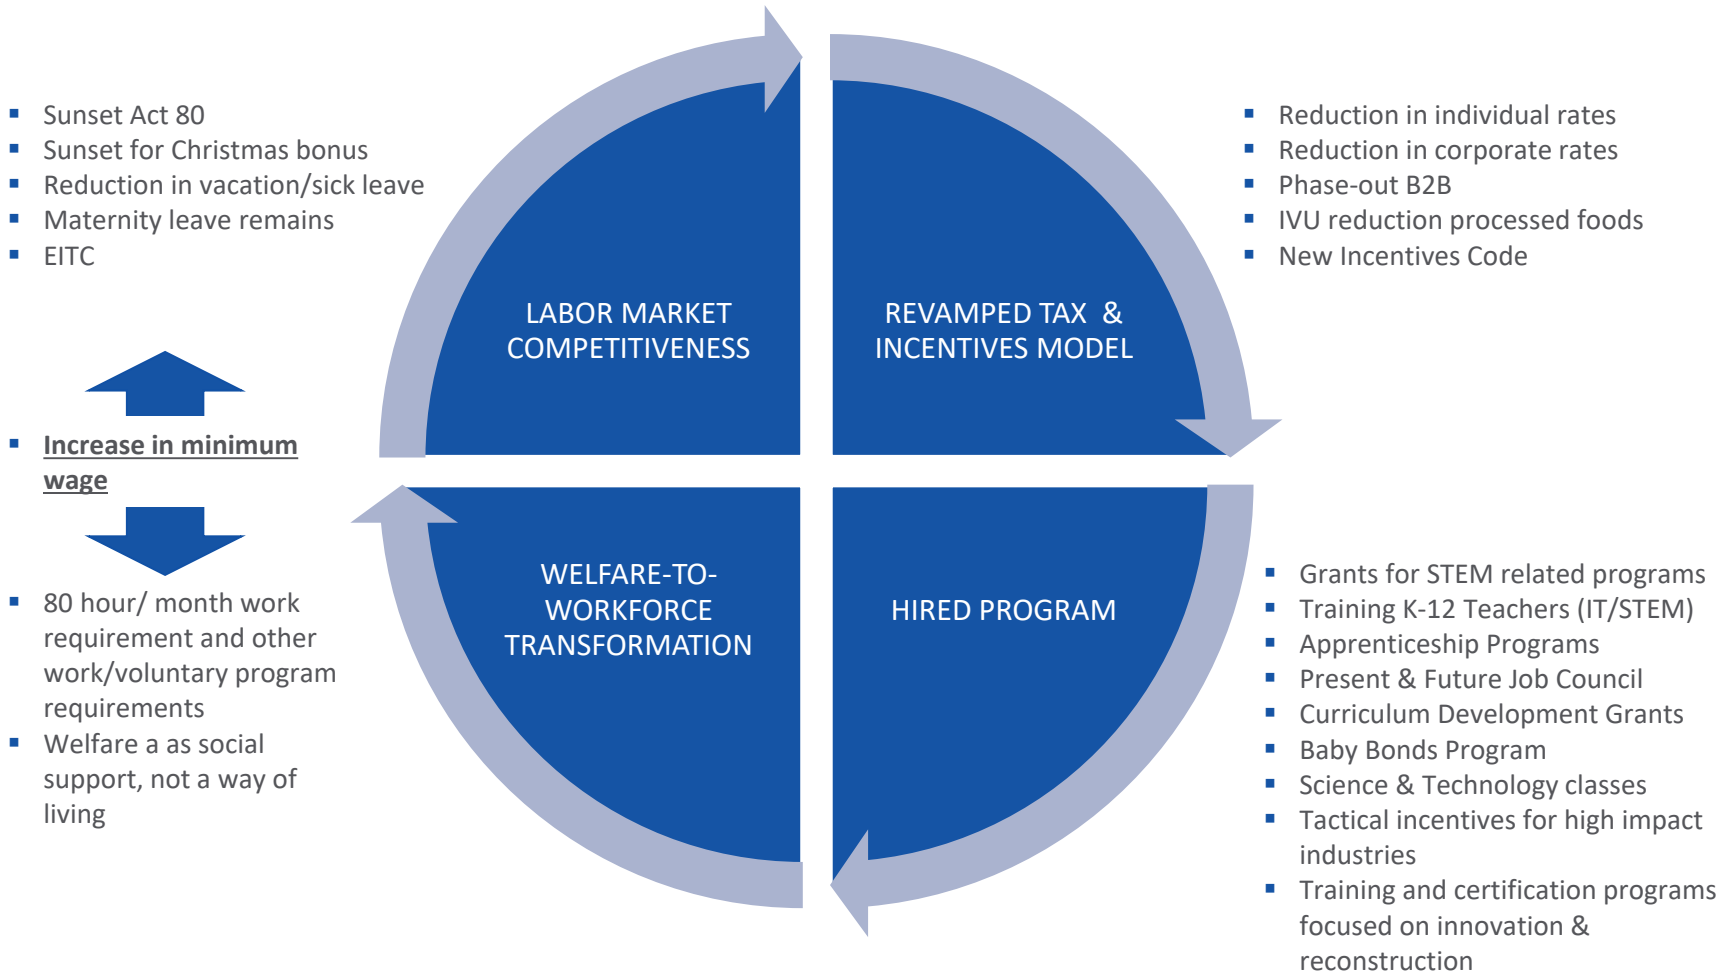 ▪ Sunset Act 80
▪ Sunset for Christmas bonus
▪ Reduction in vacation/sick leave
▪ Maternity leave remains
▪ EITC
▪ Increase in minimum
wage
▪ 80 hour/ month work
requirement and other
work/voluntary program
requirements
▪ Welfare a as social
support, not a way of
living
LABOR MARKET
COMPETITIVENESS
REVAMPED TAX & 
INCENTIVES MODEL
WELFARE-TO-
WORKFORCE
TRANSFORMATION
HIRED PROGRAM
▪ Reduction in individual rates
▪ Reduction in corporate rates
▪ Phase-out B2B
▪ IVU reduction processed foods
▪ New Incentives Code
▪ Grants for STEM related programs
▪ Training K-12 Teachers (IT/STEM)
▪ Apprenticeship Programs
▪ Present & Future Job Council
▪ Curriculum Development Grants
▪ Baby Bonds Program
▪ Science & Technology classes
▪ Tactical incentives for high impact
industries
▪ Training and certification programs
focused on innovation &
reconstruction